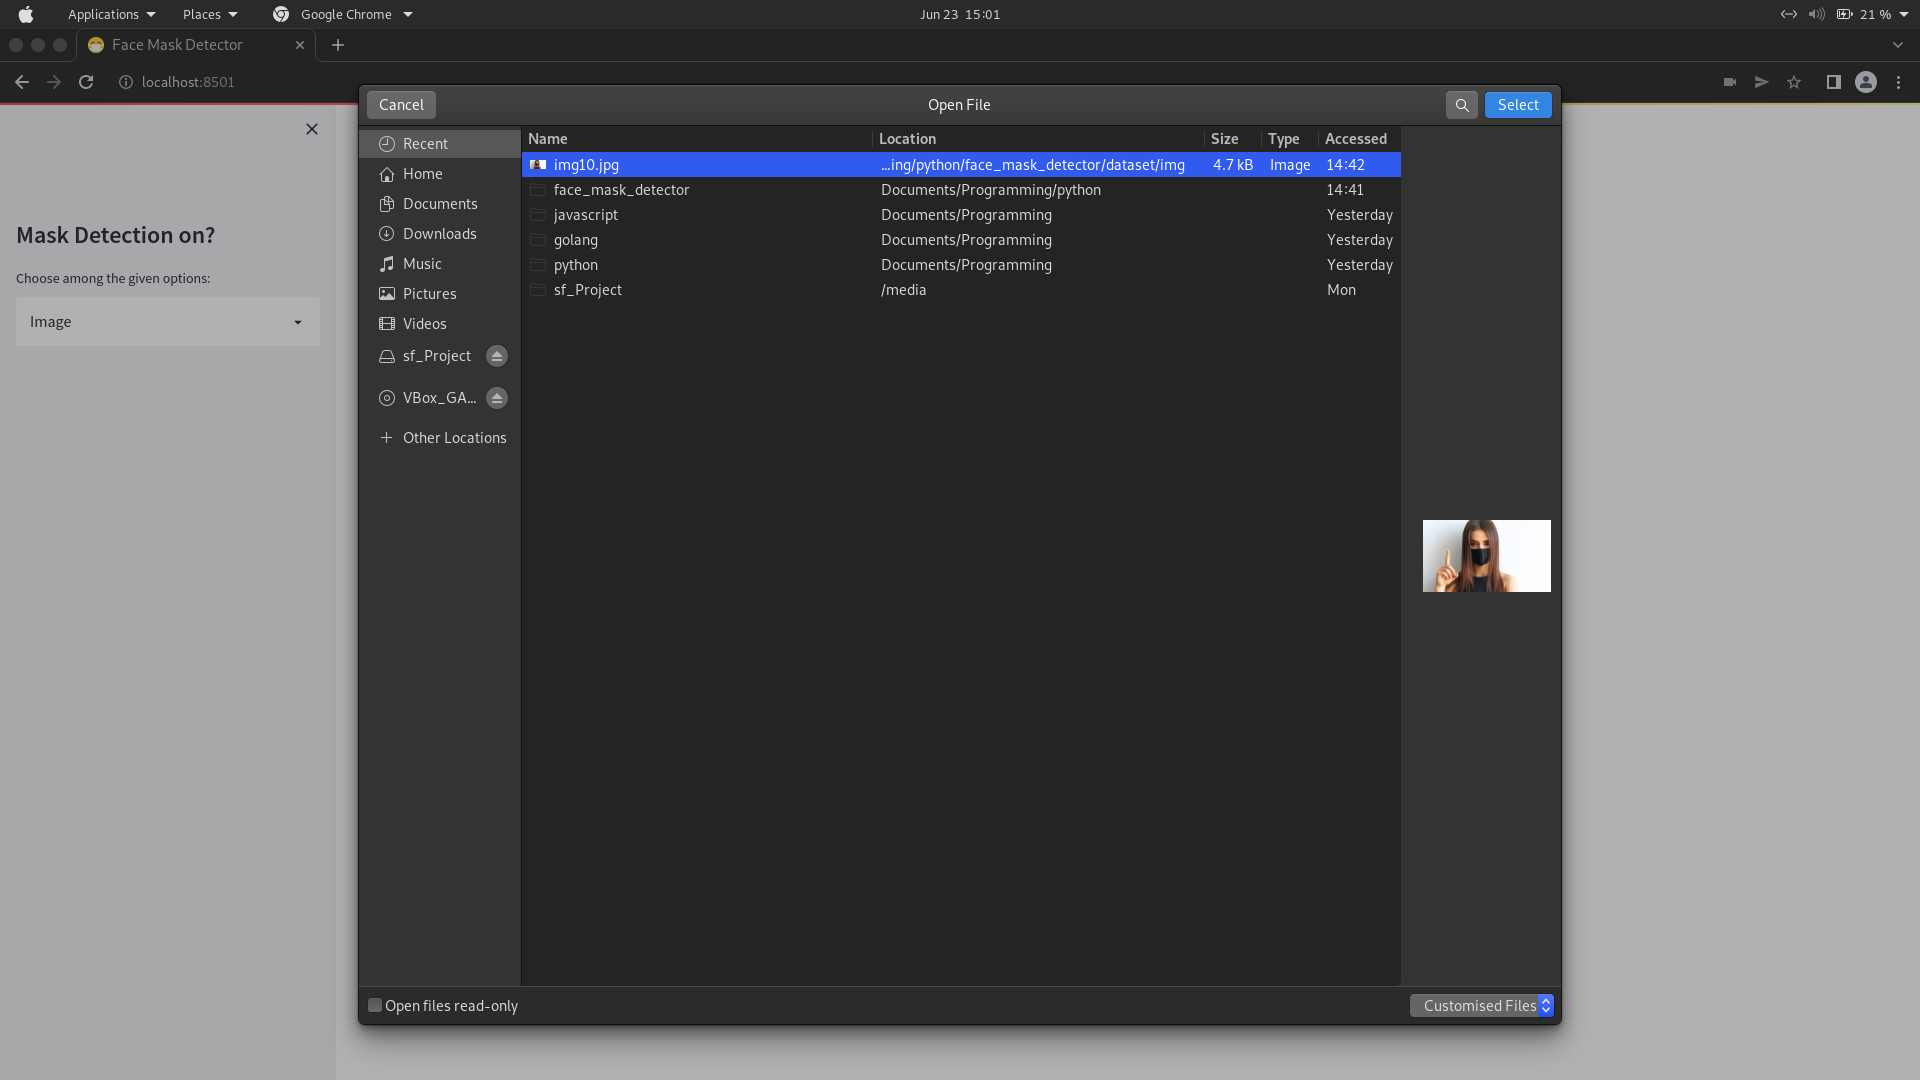 Applications Places Google Chrome Jun 23 15:01 21 %
Face Mask Detector
localhost:8501
Cancel Open File Select
Recent
Home
Documents
Downloads
Music
Pictures
Videos
sf_Project
VBox_GA...
Other Locations
Name Location Size Type Accessed
img10.jpg ...ing/python/face_mask_detector/dataset/img 4.7 kB Image 14:42
face_mask_detector Documents/Programming/python 14:41
javascript Documents/Programming Yesterday
golang Documents/Programming Yesterday
python Documents/Programming Yesterday
sf_Project /media Mon
Mask Detection on?
Choose among the given options:
Image
Open files read-only Customised Files